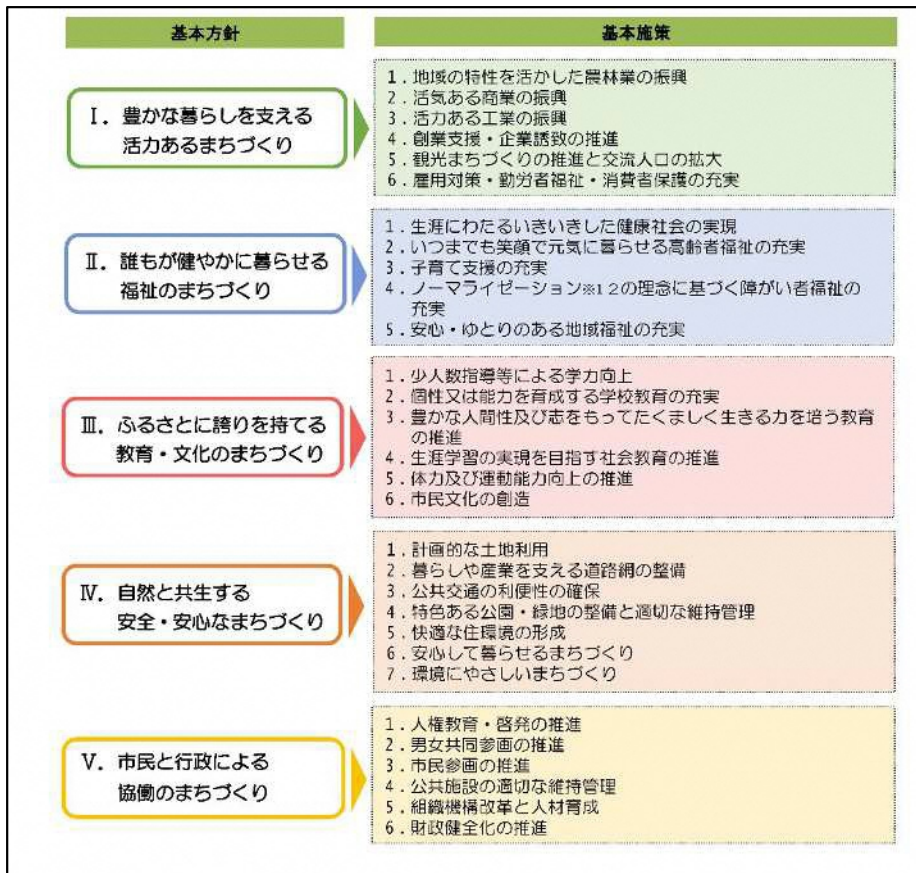 基本方針
基本施策
Ⅰ．豊かな暮らしを支える
活力あるまちづくり
1．地域の特性を活かした農林業の振興
2．活気ある商業の振興
3．活力ある工業の振興
4．創業支援・企業誘致の推進
5．観光まちづくりの推進と交流人口の拡大
6．雇用対策・勤労者福祉・消費者保護の充実
Ⅱ．誰もが健やかに暮らせる
福祉のまちづくり
1．生涯にわたるいきいきした健康社会の実現
2．いつまでも笑顔で元気に暮らせる高齢者福祉の充実
3．子育て支援の充実
4．ノーマライゼーション※12の理念に基づく障がい者福祉の
充実
5．安心・ゆとりのある地域福祉の充実
Ⅲ．ふるさとに誇りを持てる
教育・文化のまちづくり
1．少人数指導等による学力向上
2．個性又は能力を育成する学校教育の充実
3．豊かな人間性及び志をもってたくましく生きる力を培う教育
の推進
4．生涯学習の実現を目指す社会教育の推進
5．体力及び運動能力向上の推進
6．市民文化の創造
Ⅳ．自然と共生する
安全・安心なまちづくり
1．計画的な土地利用
2．暮らしや産業を支える道路網の整備
3．公共交通の利便性の確保
4．特色ある公園・緑地の整備と適切な維持管理
5．快適な住環境の形成
6．安心して暮らせるまちづくり
7．環境にやさしいまちづくり
Ⅴ．市民と行政による
協働のまちづくり
1．人権教育・啓発の推進
2．男女共同参画の推進
3．市民参画の推進
4．公共施設の適切な維持管理
5．組織機構改革と人材育成
6．財政健全化の推進